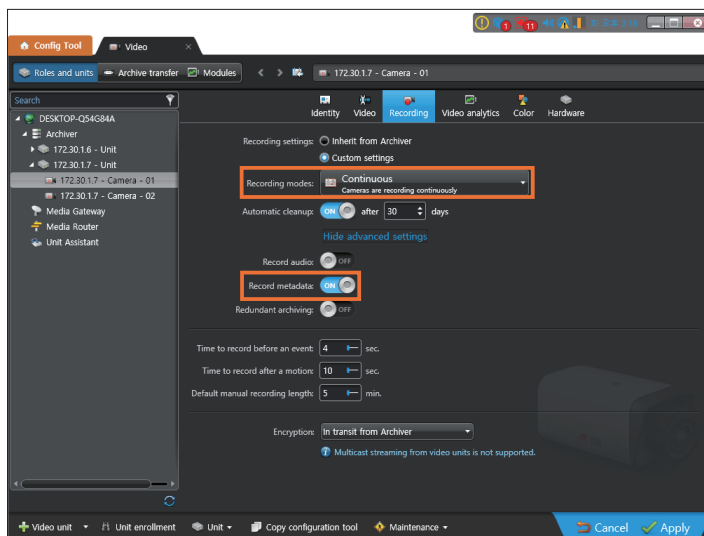 1 11
Config Tool Video ×
Roles and units Archive transfer Modules 172.30.1.7 - Camera - 01
Search
DESKTOP-Q54G84A
Archiver
172.30.1.6 - Unit
172.30.1.7 - Unit
172.30.1.7 - Camera - 01
172.30.1.7 - Camera - 02
Media Gateway
Media Router
Unit Assistant
Identity Video Recording Video analytics Color Hardware
Recording settings: Inherit from Archiver
Custom settings
Recording modes: Continuous
Cameras are recording continuously
Automatic cleanup: ON after 30 days
Hide advanced settings
Record audio: OFF
Record metadata: ON
Redundant archiving: OFF
Time to record before an event: 4 sec.
Time to record after a motion: 10 sec.
Default manual recording length: 5 min.
Encryption: In transit from Archiver
Multicast streaming from video units is not supported.
Video unit Unit enrollment Unit Copy configuration tool Maintenance Cancel Apply